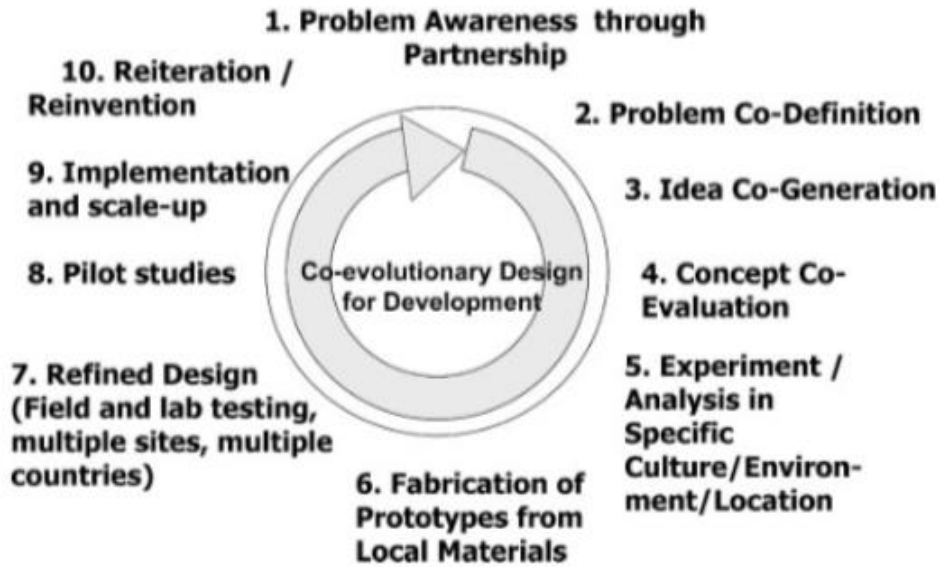 1. Problem Awareness through
Partnership
2. Problem Co-Definition
3. Idea Co-Generation
4. Concept Co-
Evaluation
5. Experiment /
Analysis in
Specific
Culture/Environ-
ment/Location
6. Fabrication of
Prototypes from
Local Materials
7. Refined Design
(Field and lab testing,
multiple sites, multiple
countries)
8. Pilot studies
9. Implementation
and scale-up
10. Reiteration /
Reinvention
Co-evolutionary Design
for Development